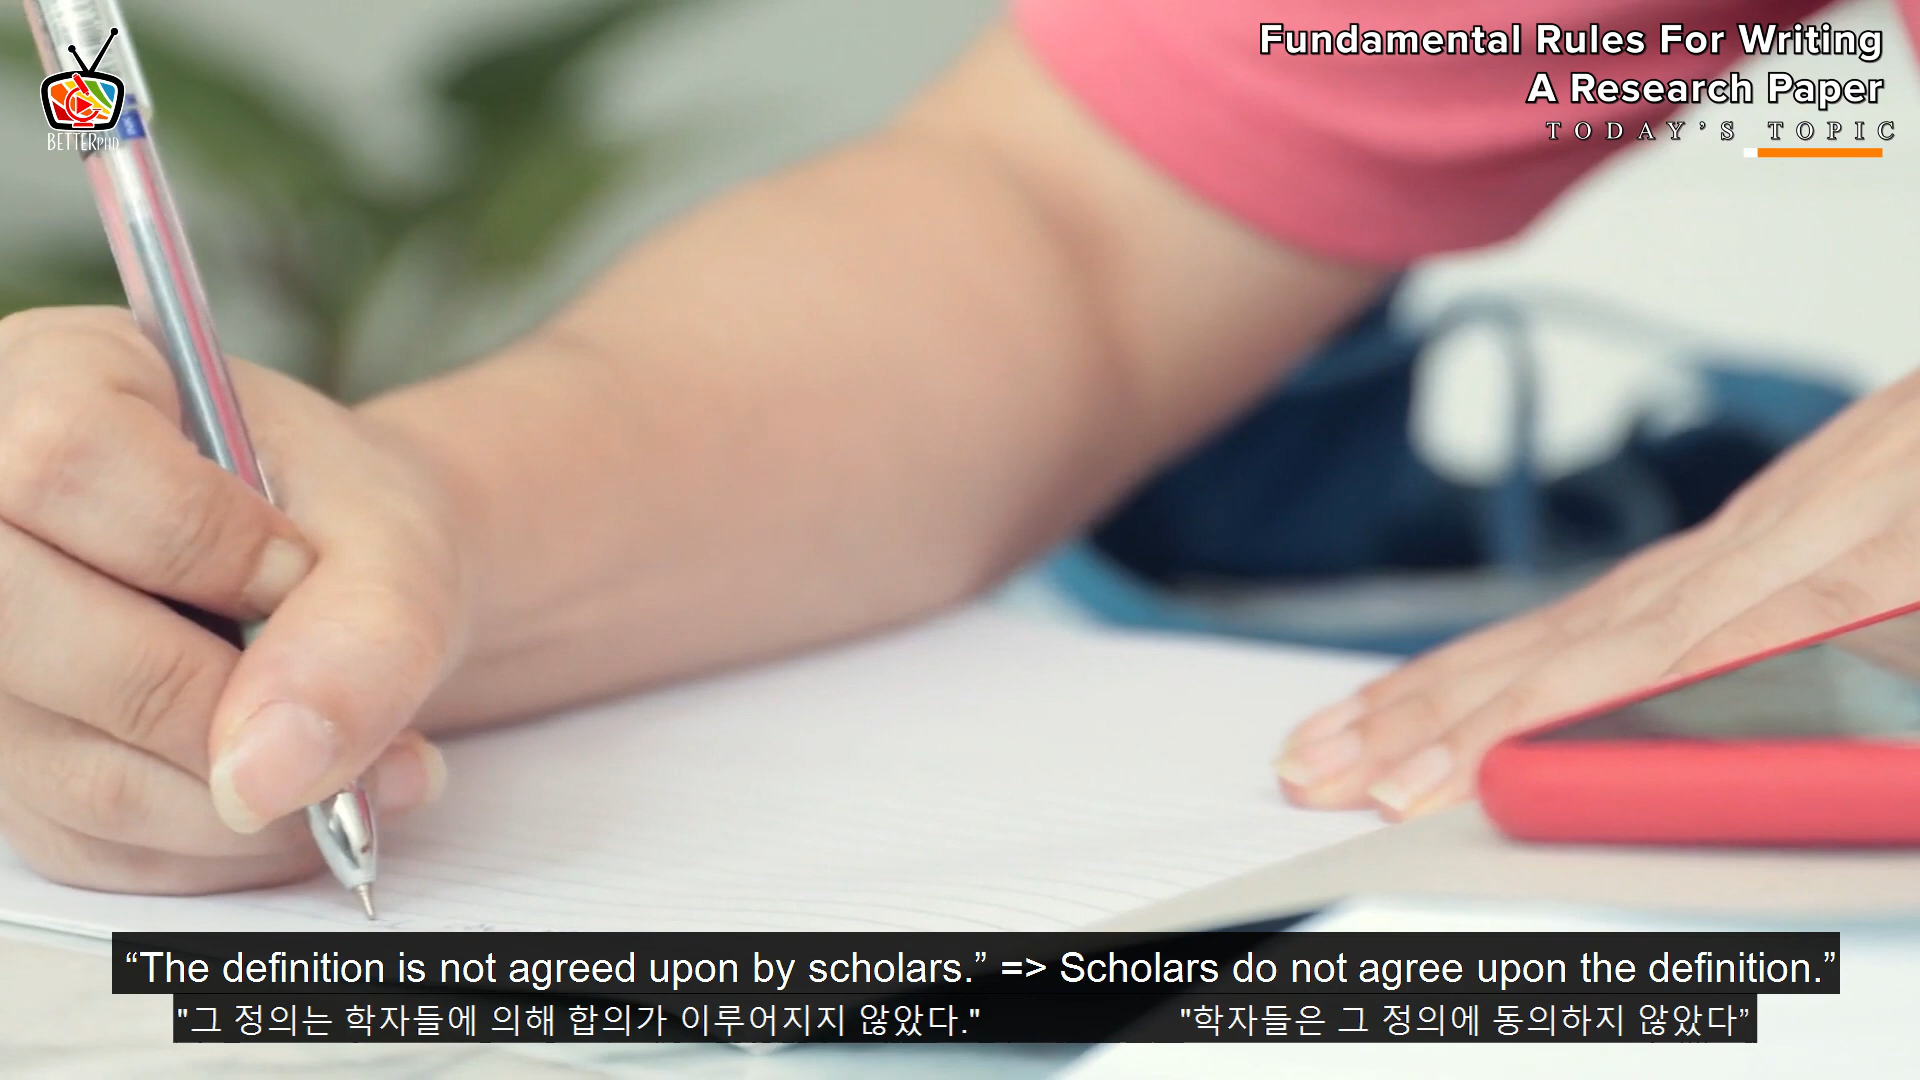 Fundamental Rules For Writing
A Research Paper
TODAY'S TOPIC
BETTERPHD
“The definition is not agreed upon by scholars.” => Scholars do not agree upon the definition.”
"그 정의는 학자들에 의해 합의가 이루어지지 않았다." "학자들은 그 정의에 동의하지 않았다”